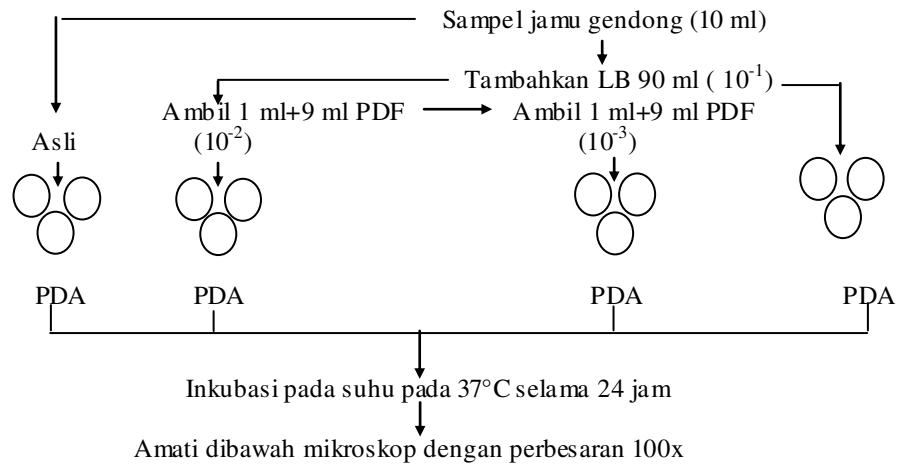 Sampel jamu gendong (10 ml)
Tambahkan LB 90 ml ( 10⁻¹)
Ambil 1 ml+9 ml PDF
(10⁻²)
Ambil 1 ml+9 ml PDF
(10⁻³)
Asli
PDA
PDA
PDA
PDA
Inkubasi pada suhu pada 37°C selama 24 jam
Amati dibawah mikroskop dengan perbesaran 100x